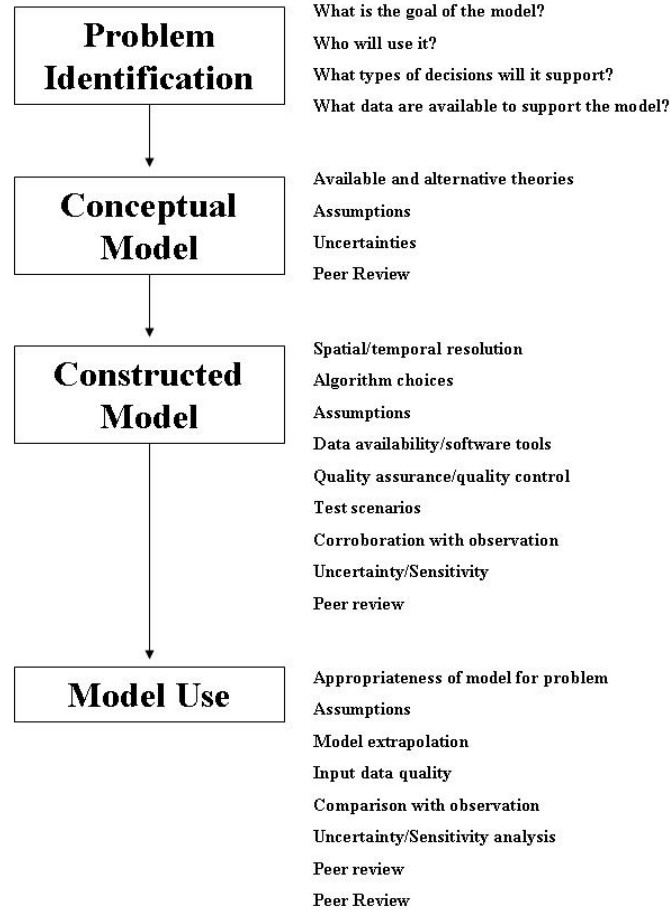 Problem
Identification
What is the goal of the model?
Who will use it?
What types of decisions will it support?
What data are available to support the model?
Conceptual
Model
Available and alternative theories
Assumptions
Uncertainties
Peer Review
Constructed
Model
Spatial/temporal resolution
Algorithm choices
Assumptions
Data availability/software tools
Quality assurance/quality control
Test scenarios
Corroboration with observation
Uncertainty/Sensitivity
Peer review
Model Use
Appropriateness of model for problem
Assumptions
Model extrapolation
Input data quality
Comparison with observation
Uncertainty/Sensitivity analysis
Peer review
Peer Review